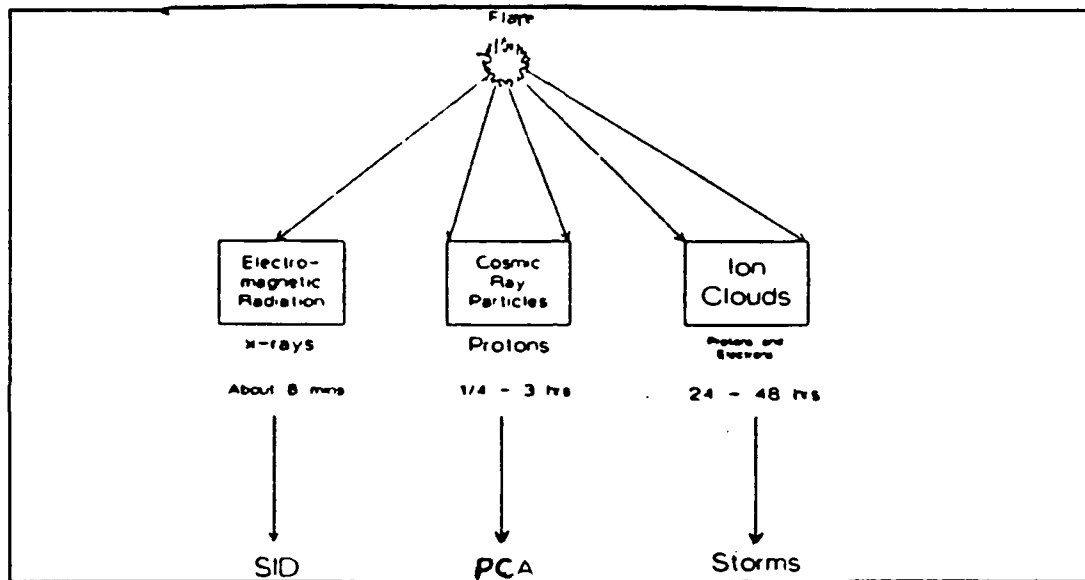 Flare
Electro-
magnetic
Radiation
Cosmic
Ray
Particles
Ion
Clouds
x-rays
Protons
Protons and
Electrons
About 8 mins
1/4 - 3 hrs
24 - 48 hrs
SID
PCA
Storms